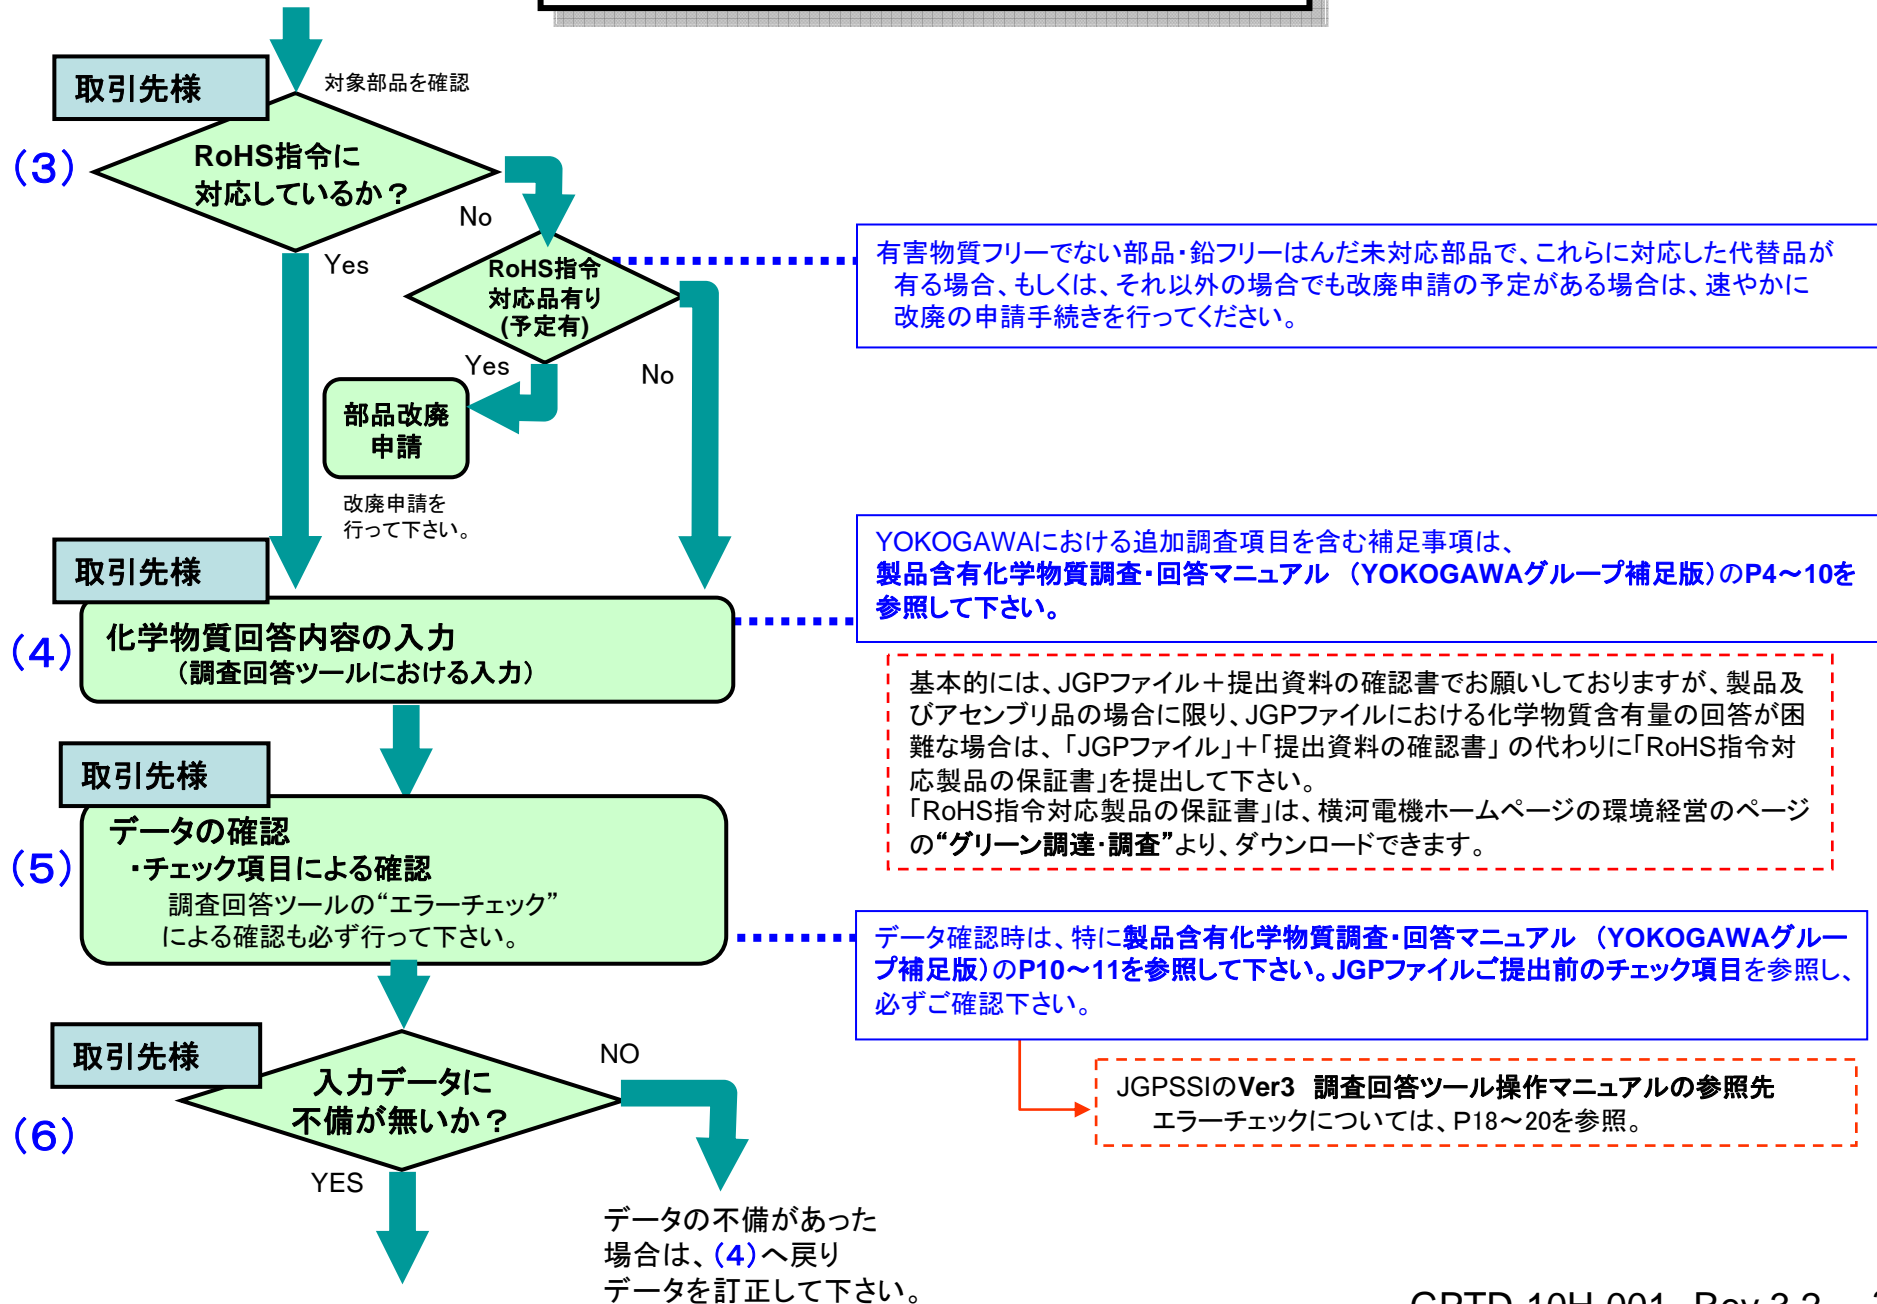 取引先様
対象部品を確認
(3)
RoHS指令に
対応しているか？
No
Yes
RoHS指令
対応品有り
(予定有)
有害物質フリーでない部品・鉛フリーはんだ未対応部品で、これらに対応した代替品が
有る場合、もしくは、それ以外の場合でも改廃申請の予定がある場合は、速やかに
改廃の申請手続きを行ってください。
Yes
No
部品改廃
申請
改廃申請を
行って下さい。
取引先様
YOKOGAWAにおける追加調査項目を含む補足事項は、
製品含有化学物質調査・回答マニュアル （YOKOGAWAグループ補足版）のP4～10を
参照して下さい。
(4)
化学物質回答内容の入力
（調査回答ツールにおける入力）
基本的には、JGPファイル＋提出資料の確認書でお願いしておりますが、製品及
びアセンブリ品の場合に限り、JGPファイルにおける化学物質含有量の回答が困
難な場合は、「JGPファイル」＋「提出資料の確認書」の代わりに「RoHS指令対
応製品の保証書」を提出して下さい。
「RoHS指令対応製品の保証書」は、横河電機ホームページの環境経営のページ
の“グリーン調達・調査”より、ダウンロードできます。
取引先様
(5)
データの確認
・チェック項目による確認
調査回答ツールの“エラーチェック”
による確認も必ず行って下さい。
データ確認時は、特に製品含有化学物質調査・回答マニュアル （YOKOGAWAグルー
プ補足版）のP10～11を参照して下さい。JGPファイルご提出前のチェック項目を参照し、
必ずご確認下さい。
取引先様
(6)
入力データに
不備が無いか？
NO
YES
JGPSSIのVer3 調査回答ツール操作マニュアルの参照先
エラーチェックについては、P18～20を参照。
データの不備があった
場合は、(4)へ戻り
データを訂正して下さい。
GPTD-10H-001 Rev.3.2